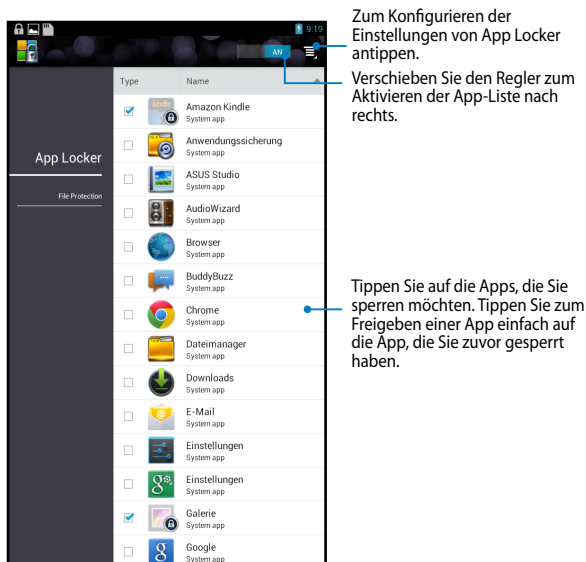 9:19
AN
Zum Konfigurieren der
Einstellungen von App Locker
antippen.
Verschieben Sie den Regler zum
Aktivieren der App-Liste nach
rechts.
App Locker
File Protection
Type Name
kindle
Amazon Kindle
System app
Anwendungssicherung
System app
ASUS Studio
System app
AudioWizard
System app
Browser
System app
BuddyBuzz
System app
Chrome
System app
Dateimanager
System app
Downloads
System app
E-Mail
System app
Einstellungen
System app
Einstellungen
System app
Galerie
System app
Google
System app
Tippen Sie auf die Apps, die Sie
sperren möchten. Tippen Sie zum
Freigeben einer App einfach auf
die App, die Sie zuvor gesperrt
haben.